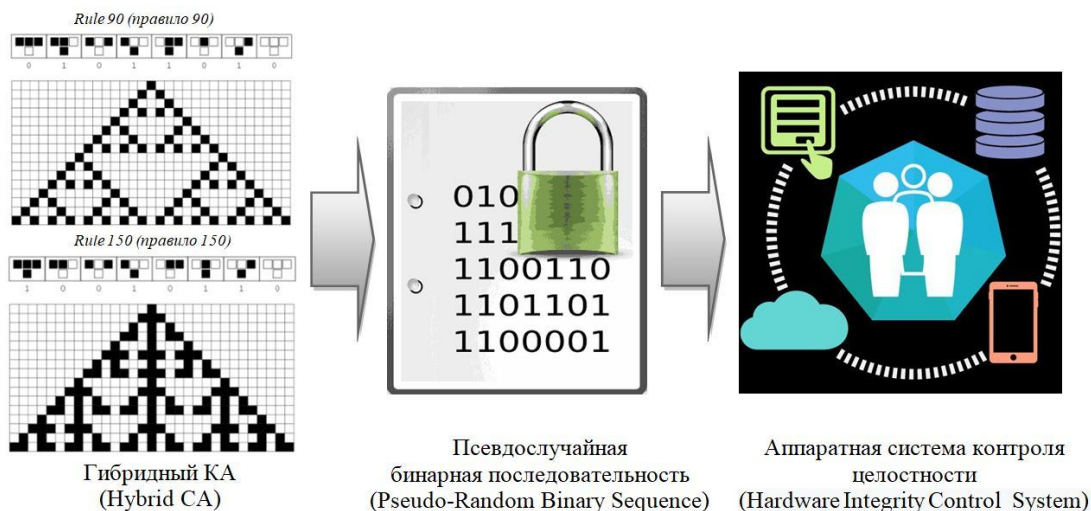 Rule 90 (правило 90)
0 1 0 1 1 0 1 0
Rule 150 (правило 150)
1 0 0 1 0 1 1 0
Гибридный КА
(Hybrid CA)
010
111
1100110
1101101
1100001
Псевдослучайная
бинарная последовательность
(Pseudo-Random Binary Sequence)
Аппаратная система контроля
целостности
(Hardware Integrity Control System)